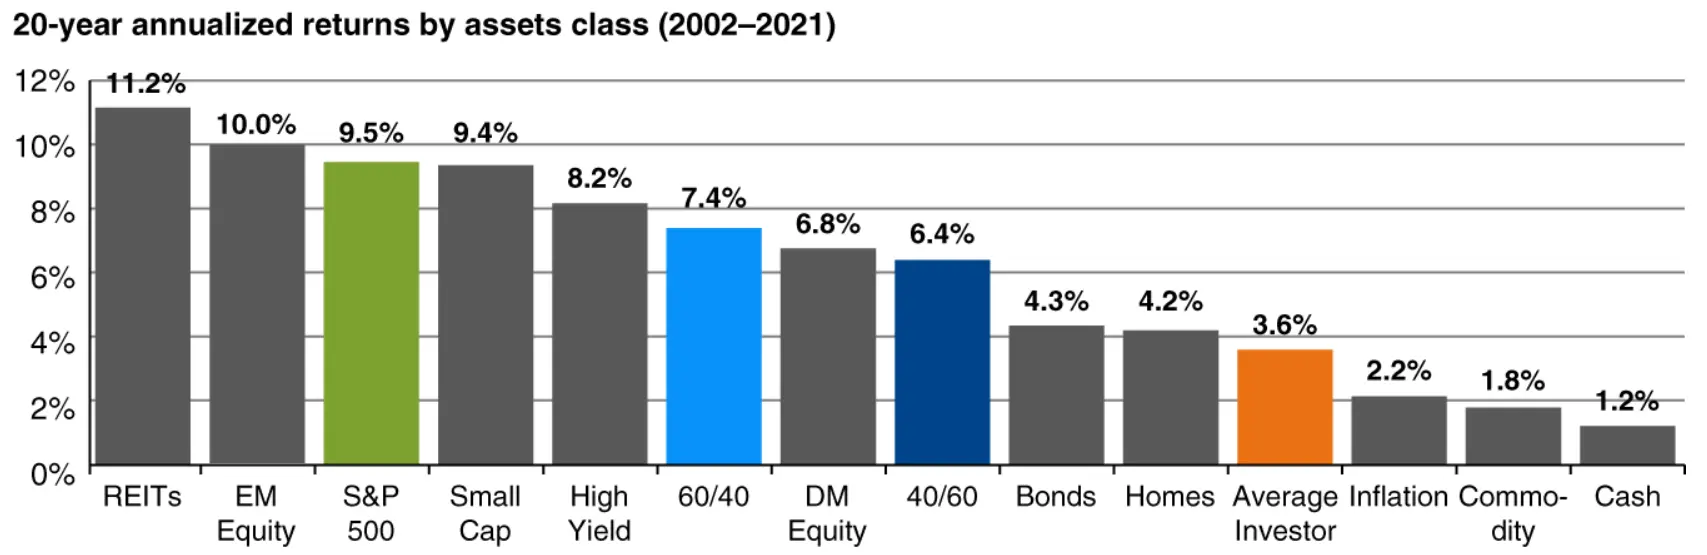 20-year annualized returns by assets class (2002–2021)
12%
10%
8%
6%
4%
2%
0%
11.2%
10.0%
9.5%
9.4%
8.2%
7.4%
6.8%
6.4%
4.3%
4.2%
3.6%
2.2%
1.8%
1.2%
REITs
EM
Equity
S&P
500
Small
Cap
High
Yield
60/40
DM
Equity
40/60
Bonds
Homes
Average
Investor
Inflation
Commo-
dity
Cash